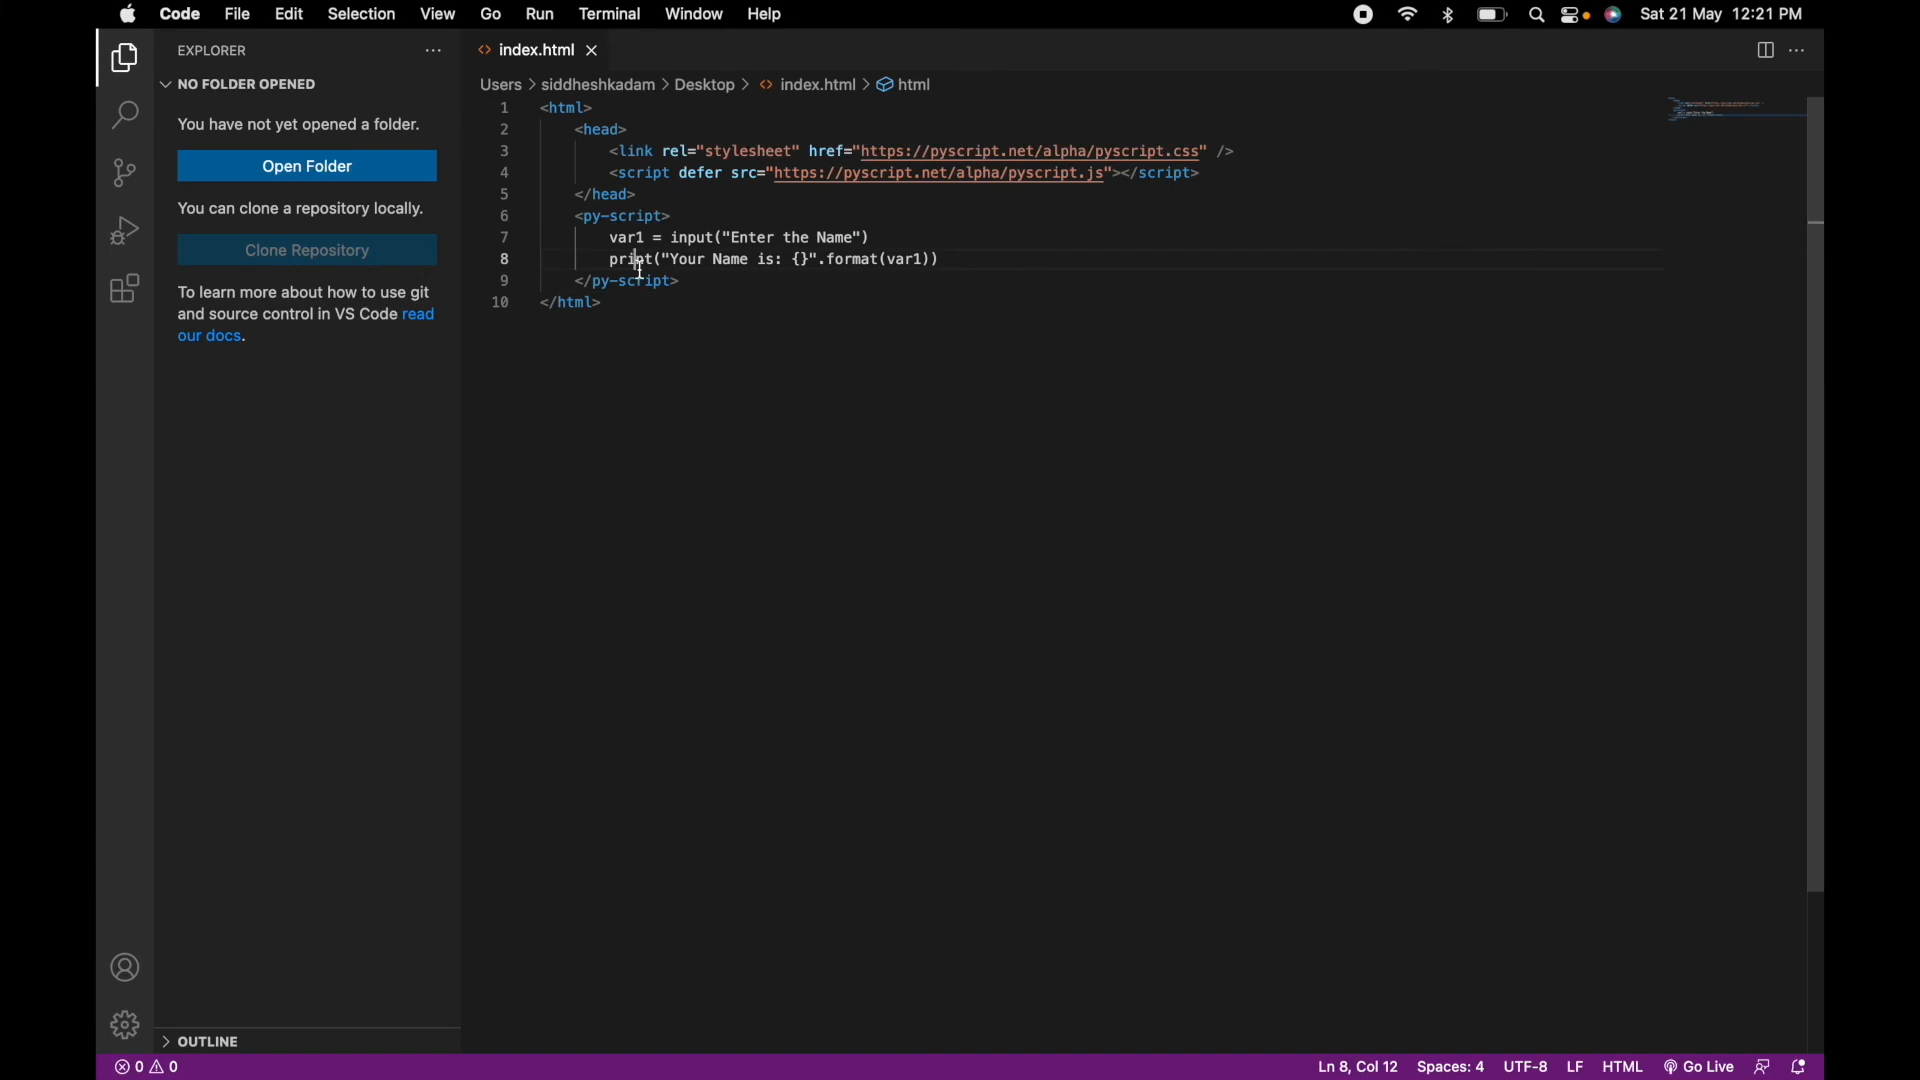 Code File Edit Selection View Go Run Terminal Window Help Sat 21 May 12:21 PM
EXPLORER
NO FOLDER OPENED
You have not yet opened a folder.
Open Folder
You can clone a repository locally.
Clone Repository
To learn more about how to use git
and source control in VS Code read
our docs.
OUTLINE
index.html
Users > siddheshkadam > Desktop > index.html > html
1 <html>
2 <head>
3 <link rel="stylesheet" href="https://pyscript.net/alpha/pyscript.css" />
4 <script defer src="https://pyscript.net/alpha/pyscript.js"></script>
5 </head>
6 <py-script>
7 var1 = input("Enter the Name")
8 print("Your Name is: {}".format(var1))
9 </py-script>
10 </html>
0 0 Ln 8, Col 12 Spaces: 4 UTF-8 LF HTML Go Live